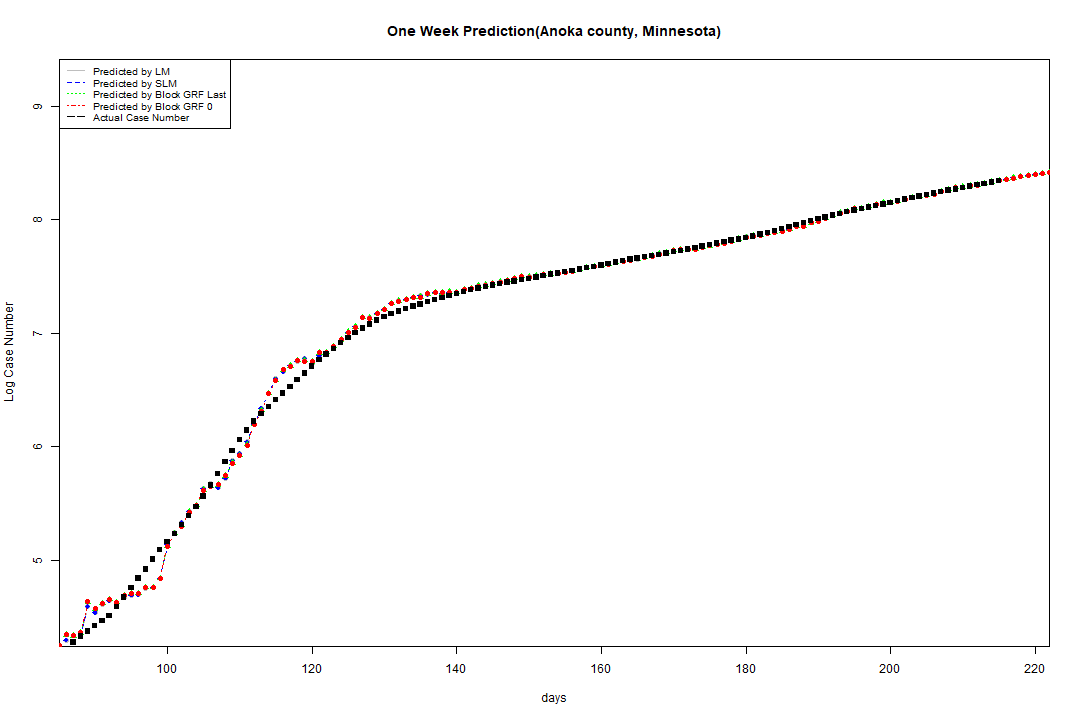 One Week Prediction(Anoka county, Minnesota)
Predicted by LM
Predicted by SLM
Predicted by Block GRF Last
Predicted by Block GRF 0
Actual Case Number
9
8
7
6
5
Log Case Number
100 120 140 160 180 200 220
days